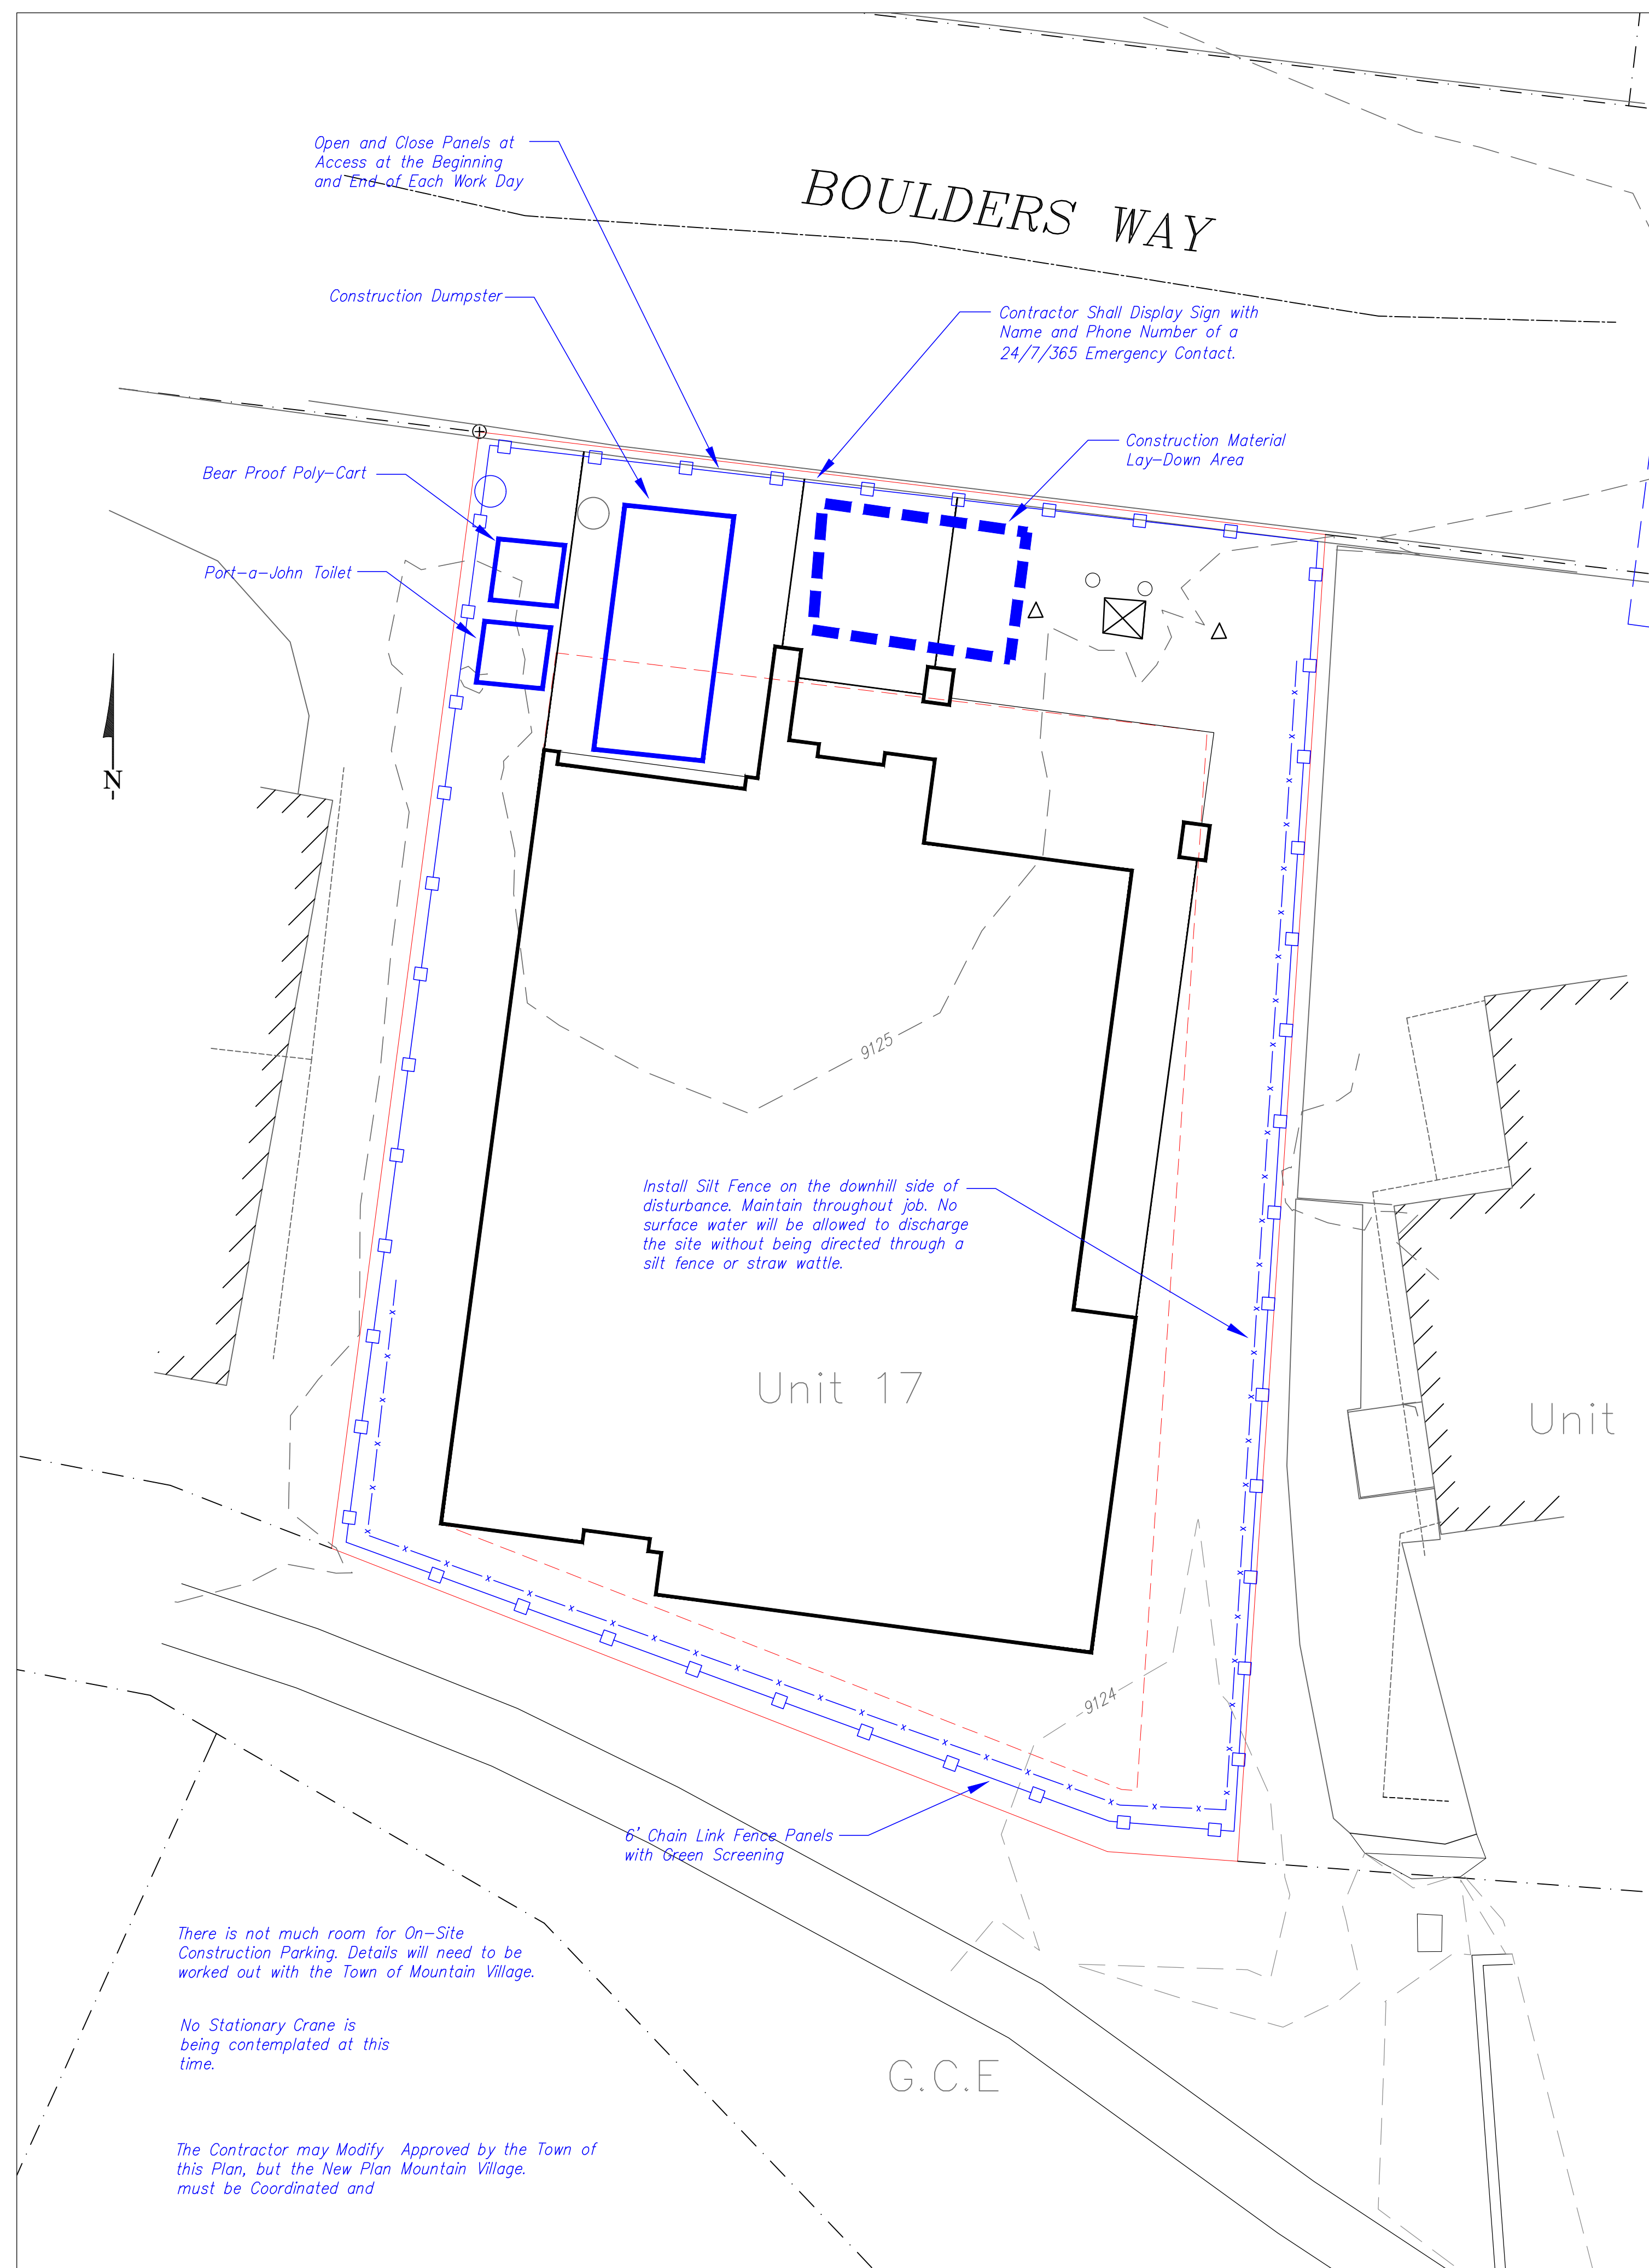 Open and Close Panels at
Access at the Beginning
and End of Each Work Day
BOULDERS WAY
Construction Dumpster
Contractor Shall Display Sign with
Name and Phone Number of a
24/7/365 Emergency Contact.
Construction Material
Lay-Down Area
Bear Proof Poly-Cart
Port-a-John Toilet
N
9125
Install Silt Fence on the downhill side of
disturbance. Maintain throughout job. No
surface water will be allowed to discharge
the site without being directed through a
silt fence or straw wattle.
Unit 17
Unit
9124
6' Chain Link Fence Panels
with Green Screening
There is not much room for On-Site
Construction Parking. Details will need to be
worked out with the Town of Mountain Village.
No Stationary Crane is
being contemplated at this
time.
G.C.E
The Contractor may Modify Approved by the Town of
this Plan, but the New Plan Mountain Village.
must be Coordinated and